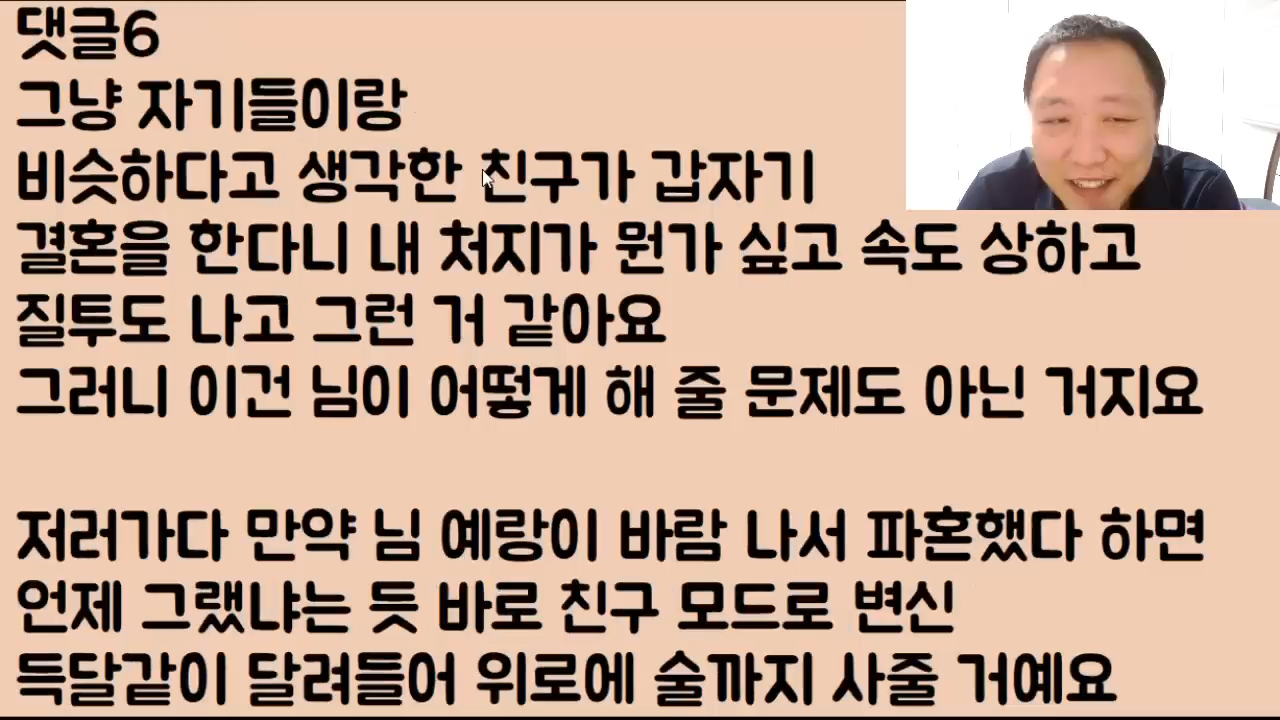 댓글6
그냥 자기들이랑
비슷하다고 생각한 친구가 갑자기
결혼을 한다니 내 처지가 뭔가 싶고 속도 상하고
질투도 나고 그런 거 같아요
그러니 이건 님이 어떻게 해 줄 문제도 아닌 거지요
저러가다 만약 님 예랑이 바람 나서 파혼했다 하면
언제 그랬냐는 듯 바로 친구 모드로 변신
득달같이 달려들어 위로에 술까지 사줄 거예요